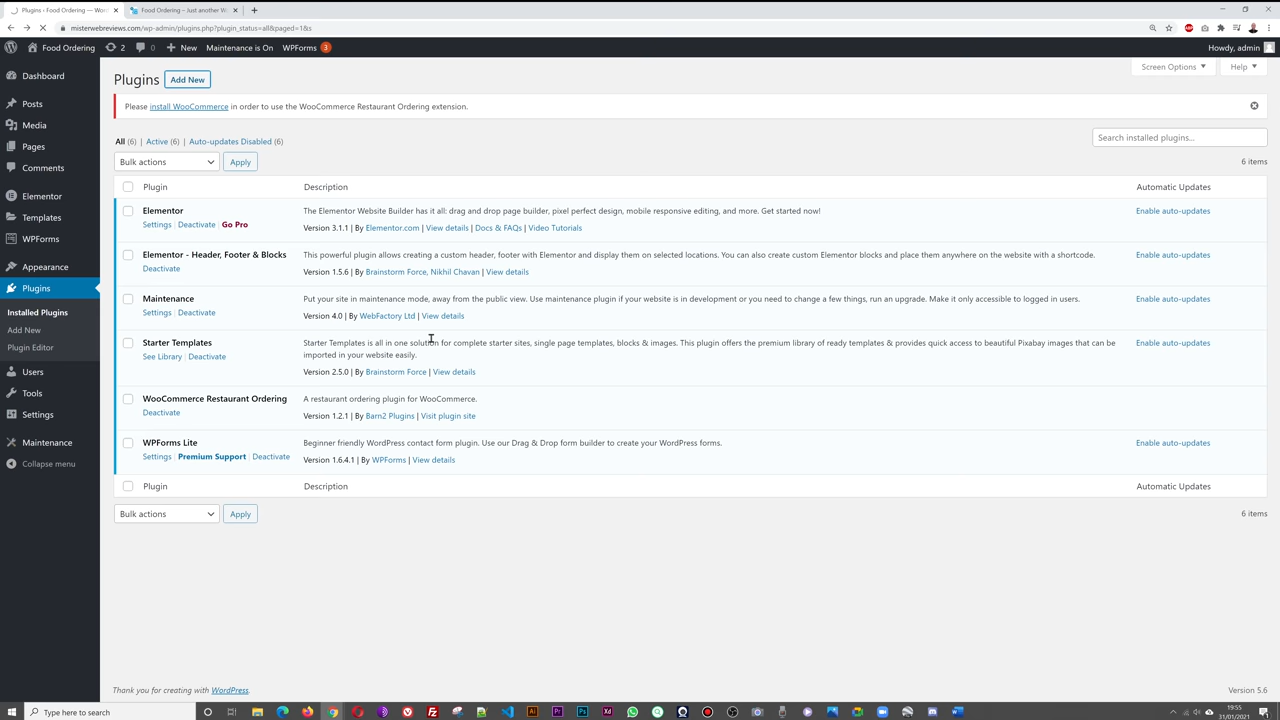 Plugins ‹ Food Ordering — Wor
Food Ordering – Just another W
misterwebreviews.com/wp-admin/plugins.php?plugin_status=all&paged=1&s
Food Ordering 2 0 New Maintenance is On WPForms 3 Howdy, admin
Screen Options Help
Dashboard
Posts
Media
Pages
Comments
Elementor
Templates
WPForms
Appearance
Plugins
Installed Plugins
Add New
Plugin Editor
Users
Tools
Settings
Maintenance
Collapse menu
Plugins Add New
Please install WooCommerce in order to use the WooCommerce Restaurant Ordering extension.
All (6) | Active (6) | Auto-updates Disabled (6)
Search installed plugins...
Bulk actions Apply
6 items
Plugin Description Automatic Updates
Elementor The Elementor Website Builder has it all: drag and drop page builder, pixel perfect design, mobile responsive editing, and more. Get started now! Enable auto-updates
Settings | Deactivate | Go Pro Version 3.1.1 | By Elementor.com | View details | Docs & FAQs | Video Tutorials
Elementor - Header, Footer & Blocks This powerful plugin allows creating a custom header, footer with Elementor and display them on selected locations. You can also create custom Elementor blocks and place them anywhere on the website with a shortcode. Enable auto-updates
Deactivate Version 1.5.6 | By Brainstorm Force, Nikhil Chavan | View details
Maintenance Put your site in maintenance mode, away from the public view. Use maintenance plugin if your website is in development or you need to change a few things, run an upgrade. Make it only accessible to logged in users. Enable auto-updates
Settings | Deactivate Version 4.0 | By WebFactory Ltd | View details
Starter Templates Starter Templates is all in one solution for complete starter sites, single page templates, blocks & images. This plugin offers the premium library of ready templates & provides quick access to beautiful Pixabay images that can be Enable auto-updates
See Library | Deactivate imported in your website easily.
Version 2.5.0 | By Brainstorm Force | View details
WooCommerce Restaurant Ordering A restaurant ordering plugin for WooCommerce.
Deactivate Version 1.2.1 | By Barn2 Plugins | Visit plugin site
WPForms Lite Beginner friendly WordPress contact form plugin. Use our Drag & Drop form builder to create your WordPress forms. Enable auto-updates
Settings | Premium Support | Deactivate Version 1.6.4.1 | By WPForms | View details
Plugin Description Automatic Updates
Bulk actions Apply
6 items
Thank you for creating with WordPress.
Version 5.6
Type here to search
19:55
31/01/2021